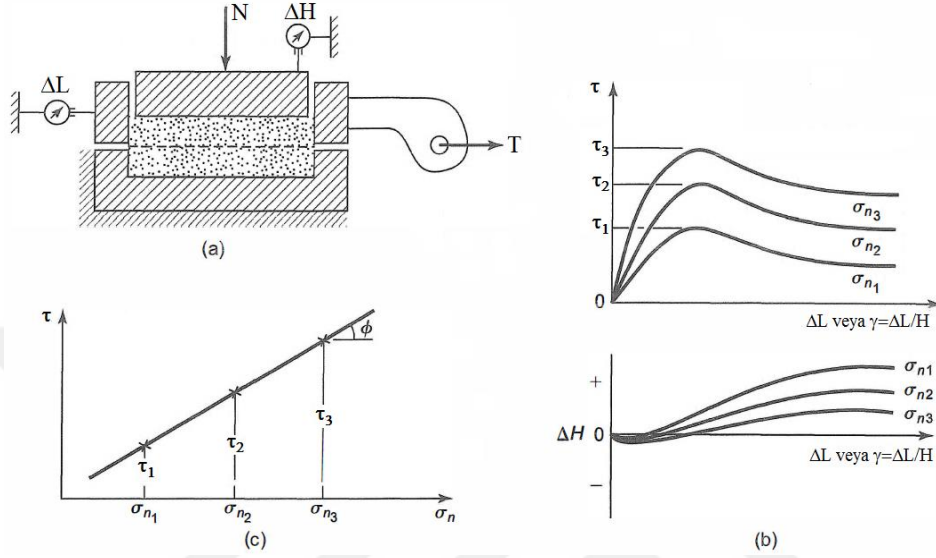 N
ΔH
ΔL
T
(a)
τ
τ3
τ2
τ1
0
σn3
σn2
σn1
ΔL veya γ=ΔL/H
+
ΔH 0
−
σn1
σn2
σn3
ΔL veya γ=ΔL/H
(b)
τ
ϕ
τ1
τ2
τ3
σn1
σn2
σn3
σn
(c)